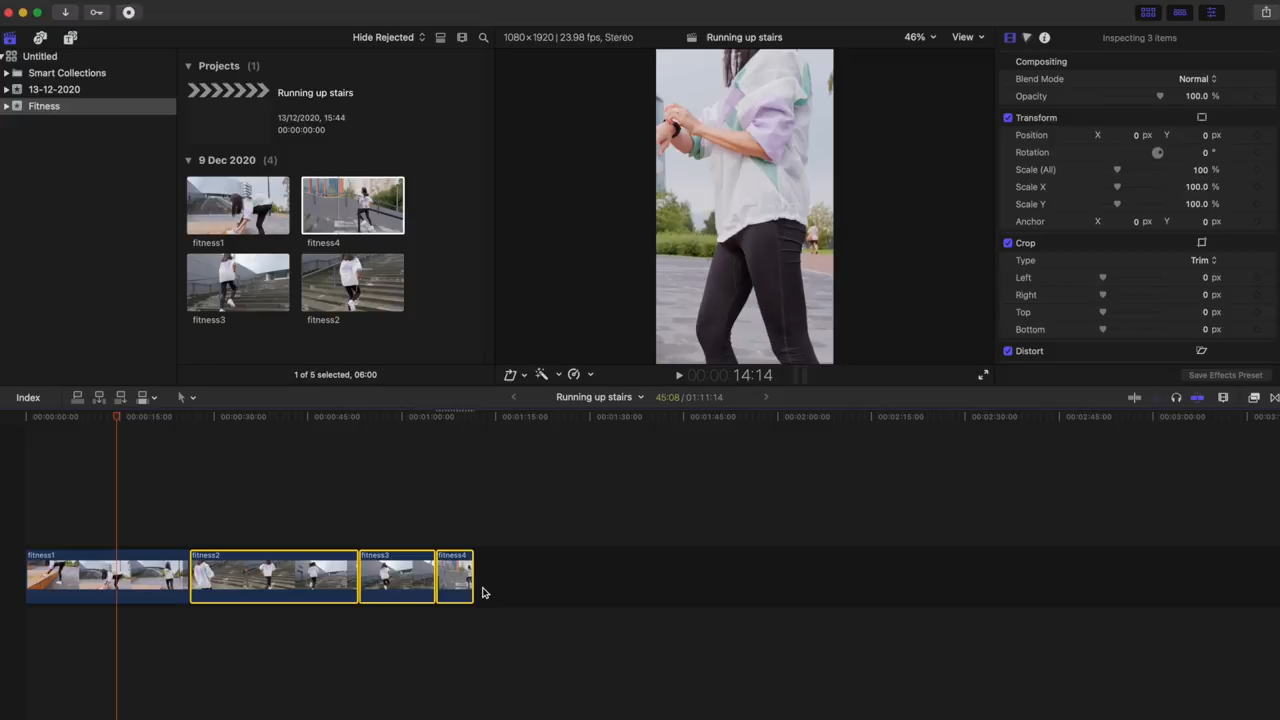 Hide Rejected
1080×1920 | 23.98 fps, Stereo
Running up stairs
46%
View
Inspecting 3 items
Untitled
Smart Collections
13-12-2020
Fitness
Projects (1)
Running up stairs
13/12/2020, 15:44
00:00:00:00
9 Dec 2020 (4)
fitness1
fitness4
fitness3
fitness2
1 of 5 selected, 06:00
00:00:14:14
Compositing
Blend Mode Normal
Opacity 100.0 %
Transform
Position X 0 px Y 0 px
Rotation 0 °
Scale (All) 100 %
Scale X 100.0 %
Scale Y 100.0 %
Anchor X 0 px Y 0 px
Crop
Type Trim
Left 0 px
Right 0 px
Top 0 px
Bottom 0 px
Distort
Save Effects Preset
Index
Running up stairs
45:08 / 01:11:14
00:00:00:00 00:00:15:00 00:00:30:00 00:00:45:00 00:01:00:00 00:01:15:00 00:01:30:00 00:01:45:00 00:02:00:00 00:02:15:00 00:02:30:00 00:02:45:00 00:03:00:00
fitness1 fitness2 fitness3 fitness4